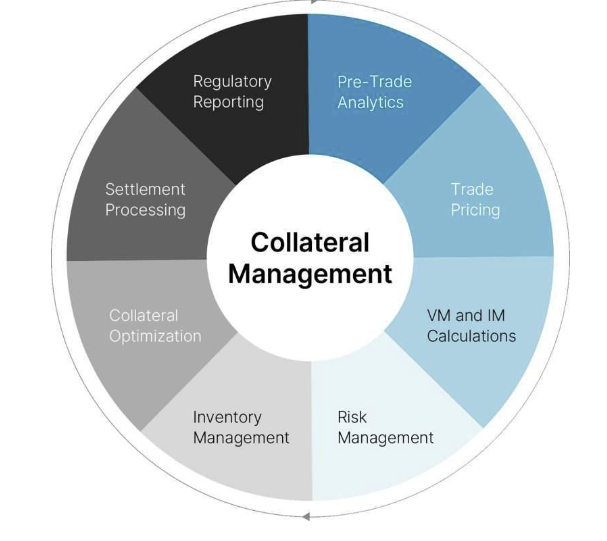 Collateral
Management
Pre-Trade
Analytics
Trade
Pricing
VM and IM
Calculations
Risk
Management
Inventory
Management
Collateral
Optimization
Settlement
Processing
Regulatory
Reporting